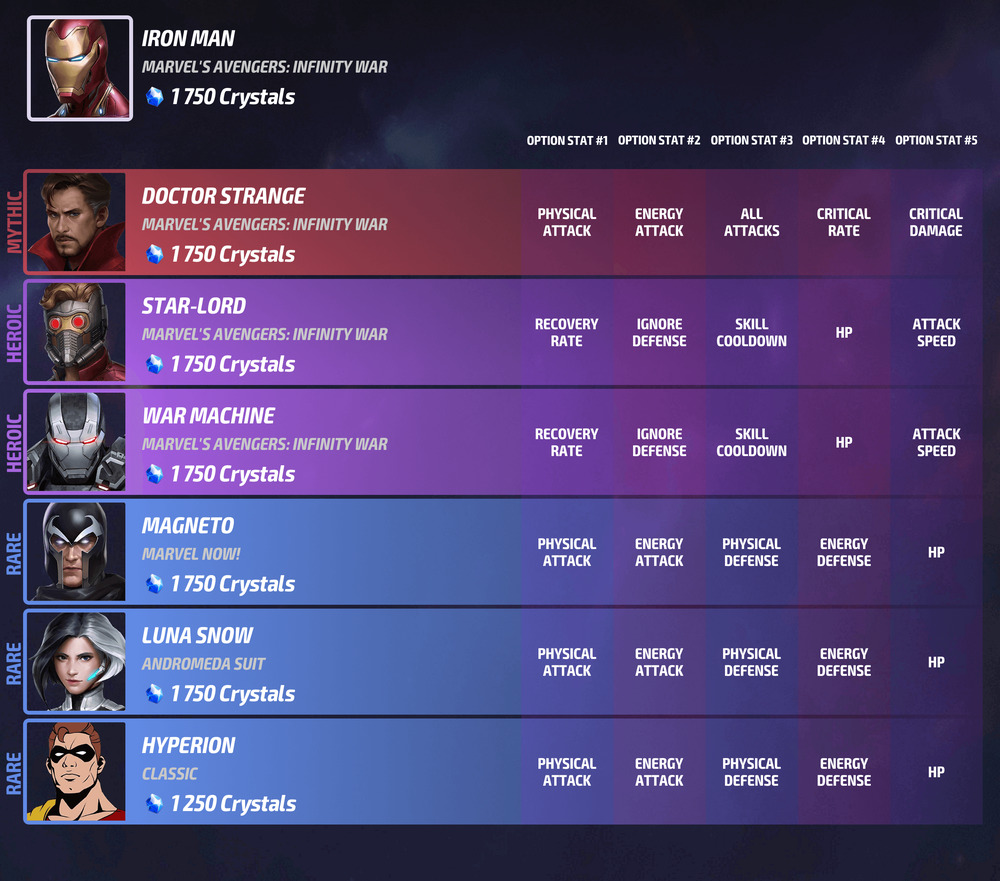 IRON MAN
MARVEL'S AVENGERS: INFINITY WAR
1 750 Crystals
OPTION STAT #1 OPTION STAT #2 OPTION STAT #3 OPTION STAT #4 OPTION STAT #5
MYTHIC
DOCTOR STRANGE
MARVEL'S AVENGERS: INFINITY WAR
1 750 Crystals
PHYSICAL ATTACK
ENERGY ATTACK
ALL ATTACKS
CRITICAL RATE
CRITICAL DAMAGE
HEROIC
STAR-LORD
MARVEL'S AVENGERS: INFINITY WAR
1 750 Crystals
RECOVERY RATE
IGNORE DEFENSE
SKILL COOLDOWN
HP
ATTACK SPEED
HEROIC
WAR MACHINE
MARVEL'S AVENGERS: INFINITY WAR
1 750 Crystals
RECOVERY RATE
IGNORE DEFENSE
SKILL COOLDOWN
HP
ATTACK SPEED
RARE
MAGNETO
MARVEL NOW!
1 750 Crystals
PHYSICAL ATTACK
ENERGY ATTACK
PHYSICAL DEFENSE
ENERGY DEFENSE
HP
RARE
LUNA SNOW
ANDROMEDA SUIT
1 750 Crystals
PHYSICAL ATTACK
ENERGY ATTACK
PHYSICAL DEFENSE
ENERGY DEFENSE
HP
RARE
HYPERION
CLASSIC
1 250 Crystals
PHYSICAL ATTACK
ENERGY ATTACK
PHYSICAL DEFENSE
ENERGY DEFENSE
HP